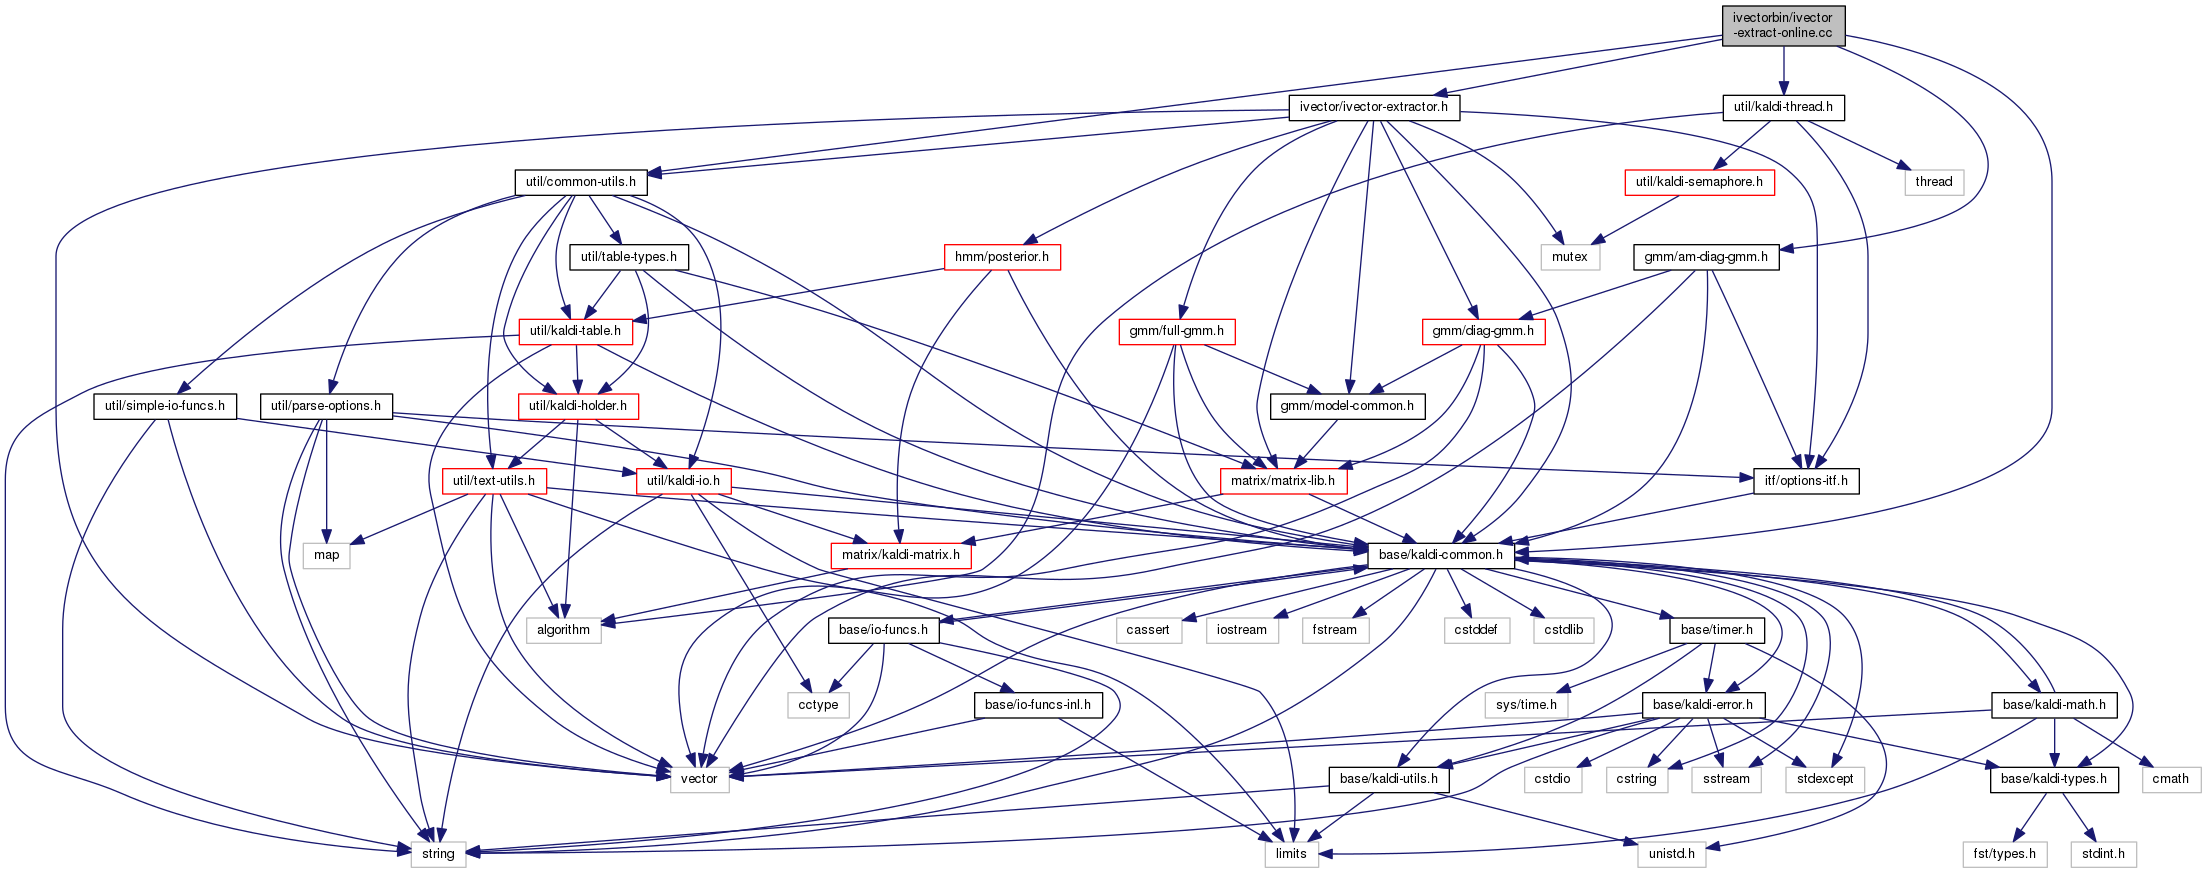 ivectorbin/ivector
-extract-online.cc
ivector/ivector-extractor.h
util/kaldi-thread.h
util/common-utils.h
util/kaldi-semaphore.h
thread
util/table-types.h
hmm/posterior.h
mutex
gmm/am-diag-gmm.h
util/kaldi-table.h
gmm/full-gmm.h
gmm/diag-gmm.h
util/simple-io-funcs.h
util/parse-options.h
util/kaldi-holder.h
gmm/model-common.h
util/text-utils.h
util/kaldi-io.h
matrix/matrix-lib.h
itf/options-itf.h
map
matrix/kaldi-matrix.h
base/kaldi-common.h
algorithm
base/io-funcs.h
cassert
iostream
fstream
cstddef
cstdlib
base/timer.h
cctype
base/io-funcs-inl.h
sys/time.h
base/kaldi-error.h
base/kaldi-math.h
vector
base/kaldi-utils.h
cstdio
cstring
sstream
stdexcept
base/kaldi-types.h
cmath
string
limits
unistd.h
fst/types.h
stdint.h